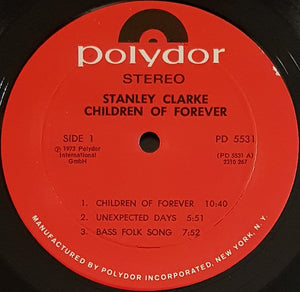 polydor
STEREO
STANLEY CLARKE
CHILDREN OF FOREVER
SIDE 1
PD 5531
℗ 1973 Polydor
International
GmbH
(PD 5531 A)
2310 267
1. CHILDREN OF FOREVER 10:40
2. UNEXPECTED DAYS 5:51
3. BASS FOLK SONG 7:52
MANUFACTURED BY POLYDOR INCORPORATED, NEW YORK, N.Y.